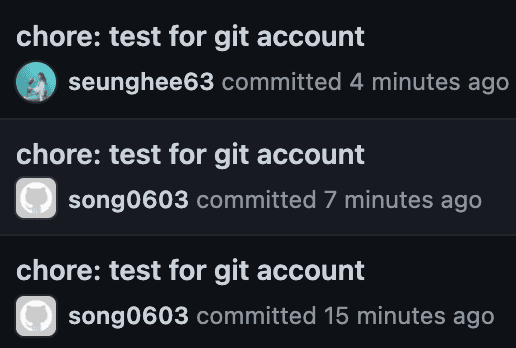 chore: test for git account
seunghee63 committed 4 minutes ago
chore: test for git account
song0603 committed 7 minutes ago
chore: test for git account
song0603 committed 15 minutes ago